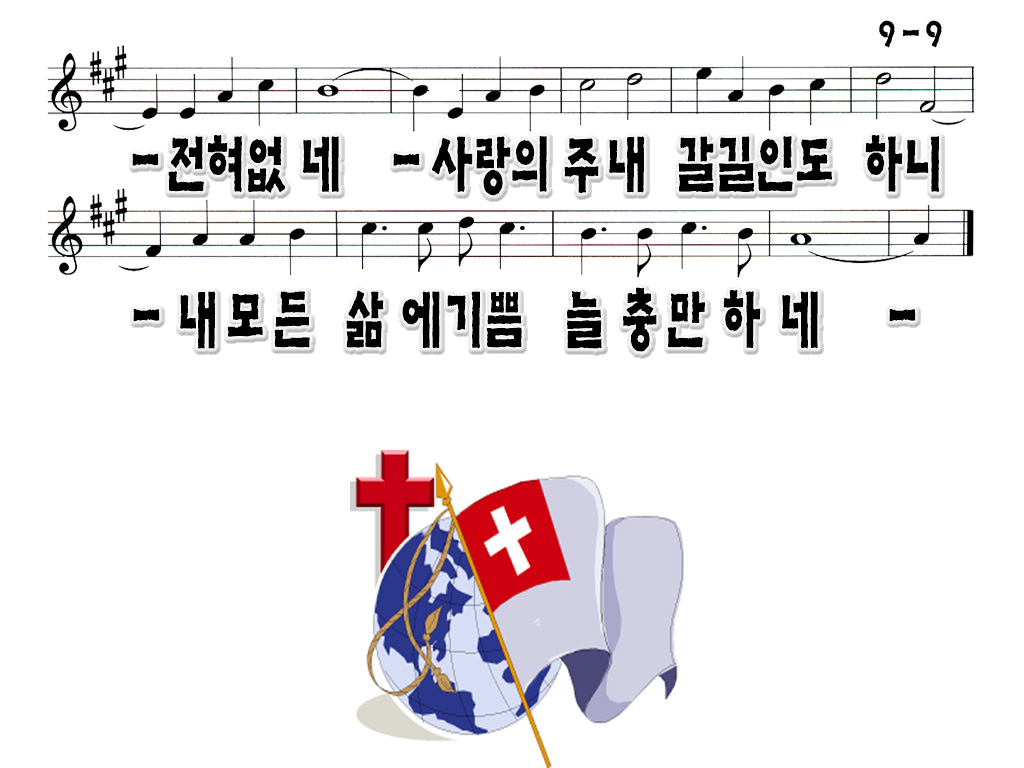 9-9
-전혀없 네 -사랑의 주 내 갈길인도 하니
-내 모 든 삶 에기쁨 늘 충 만 하 네 -